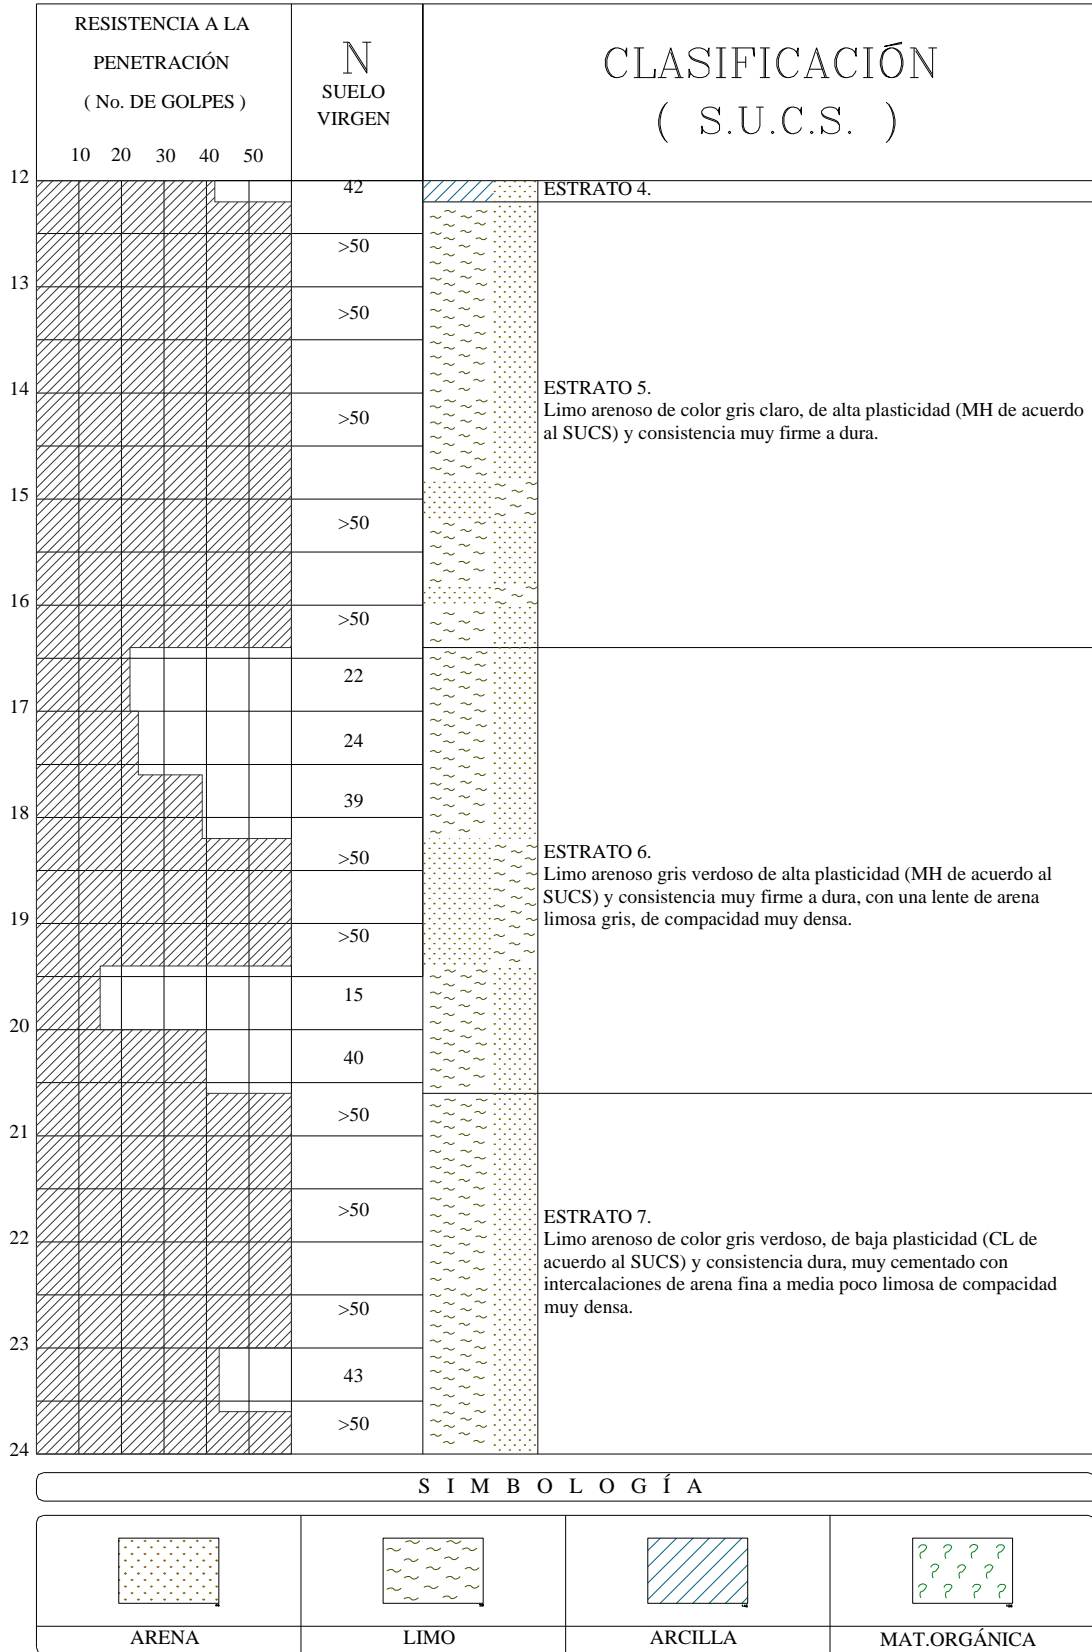 RESISTENCIA A LA
PENETRACIÓN
( No. DE GOLPES )
10 20 30 40 50
N
SUELO
VIRGEN
CLASIFICACIÓN
( S.U.C.S. )
12
42
ESTRATO 4.
>50
13
>50
14
>50
ESTRATO 5.
Limo arenoso de color gris claro, de alta plasticidad (MH de acuerdo
al SUCS) y consistencia muy firme a dura.
15
>50
16
>50
22
17
24
39
18
>50
ESTRATO 6.
Limo arenoso gris verdoso de alta plasticidad (MH de acuerdo al
SUCS) y consistencia muy firme a dura, con una lente de arena
limosa gris, de compacidad muy densa.
19
>50
15
20
40
>50
21
>50
ESTRATO 7.
Limo arenoso de color gris verdoso, de baja plasticidad (CL de
acuerdo al SUCS) y consistencia dura, muy cementado con
intercalaciones de arena fina a media poco limosa de compacidad
muy densa.
22
>50
23
43
>50
24
S I M B O L O G Í A
ARENA
LIMO
ARCILLA
? ? ? ?
? ? ?
? ? ? ?
MAT.ORGÁNICA